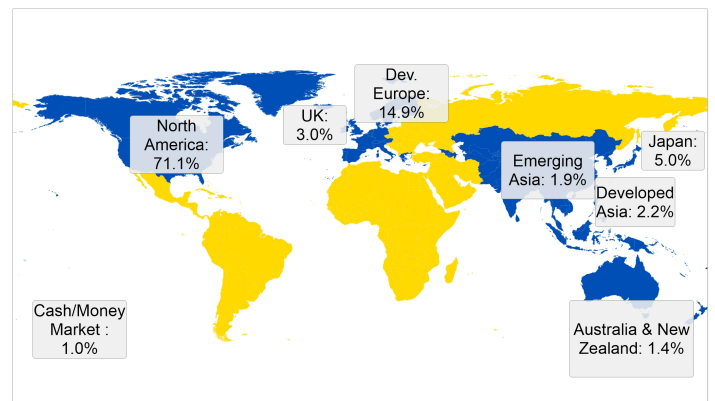 Dev.
Europe:
14.9%
UK:
3.0%
North
America:
71.1%
Japan:
5.0%
Emerging
Asia: 1.9%
Developed
Asia: 2.2%
Cash/Money
Market :
1.0%
Australia & New
Zealand: 1.4%